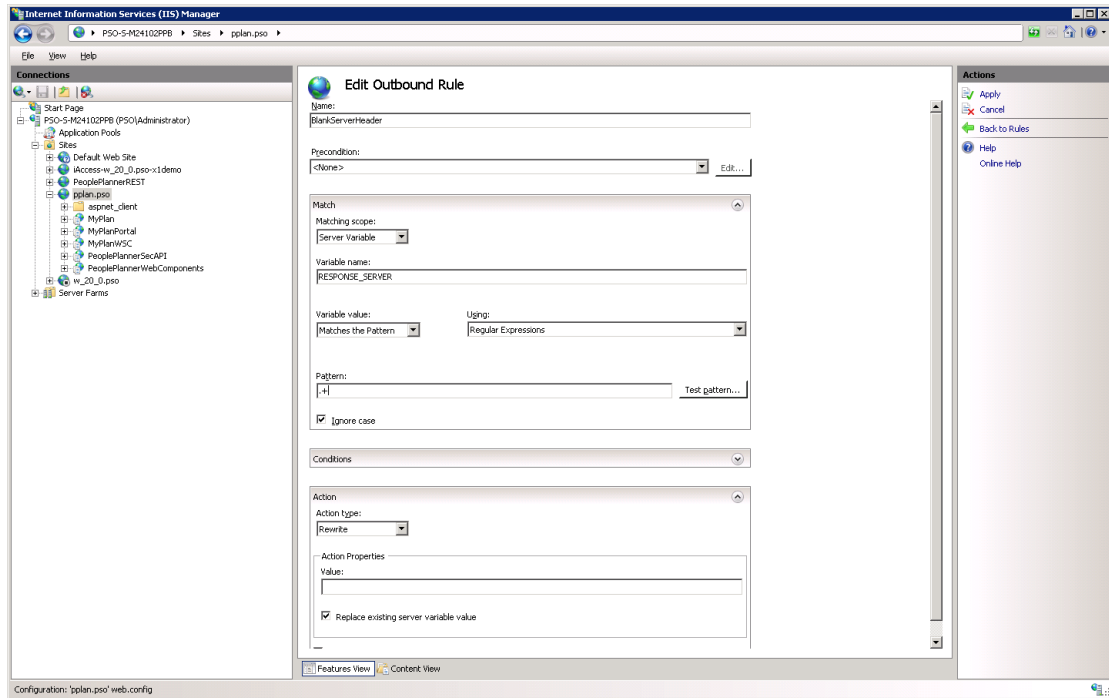 Internet Information Services (IIS) Manager
PSO-S-M24102PPB Sites pplan.pso
File View Help
Connections
Start Page
PSO-S-M24102PPB (PSO\Administrator)
Application Pools
Sites
Default Web Site
iAccess-w_20_0.pso-x1demo
PeoplePlannerREST
pplan.pso
aspnet_client
MyPlan
MyPlanPortal
MyPlanWSC
PeoplePlannerSecAPI
PeoplePlannerWebComponents
w_20_0.pso
Server Farms
Edit Outbound Rule
Name:
BlankServerHeader
Precondition:
<None> Edit...
Match
Matching scope:
Server Variable
Variable name:
RESPONSE_SERVER
Variable value: Using:
Matches the Pattern Regular Expressions
Pattern:
.+ Test pattern...
Ignore case
Conditions
Action
Action type:
Rewrite
Action Properties
Value:
Replace existing server variable value
Features View Content View
Actions
Apply
Cancel
Back to Rules
Help
Online Help
Configuration: 'pplan.pso' web.config